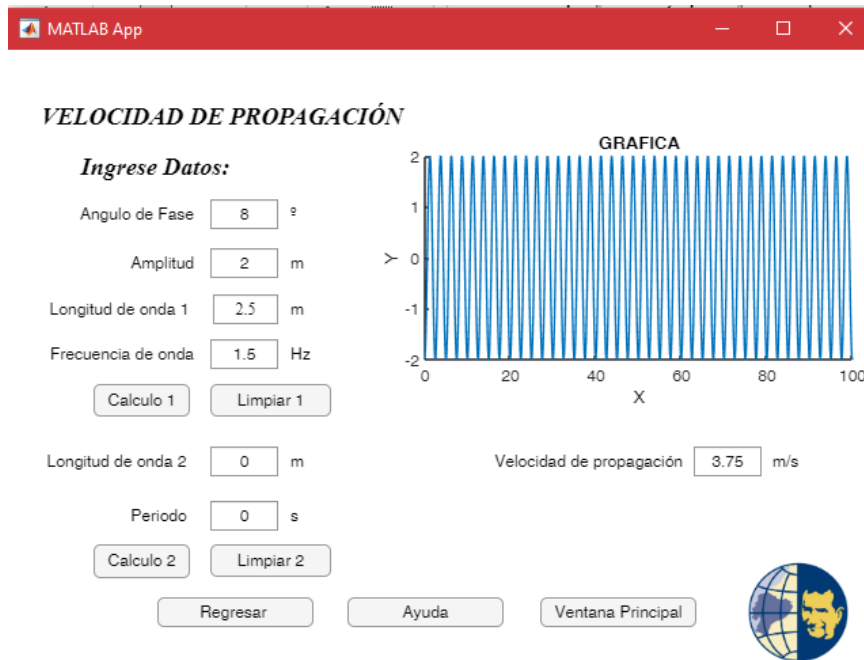 MATLAB App
VELOCIDAD DE PROPAGACIÓN
Ingrese Datos:
Angulo de Fase 8 º
Amplitud 2 m
Longitud de onda 1 2.5 m
Frecuencia de onda 1.5 Hz
Calculo 1 Limpiar 1
GRAFICA
2
1
Y 0
-1
-2
0 20 40 60 80 100
X
Longitud de onda 2 0 m
Velocidad de propagación 3.75 m/s
Periodo 0 s
Calculo 2 Limpiar 2
Regresar Ayuda Ventana Principal